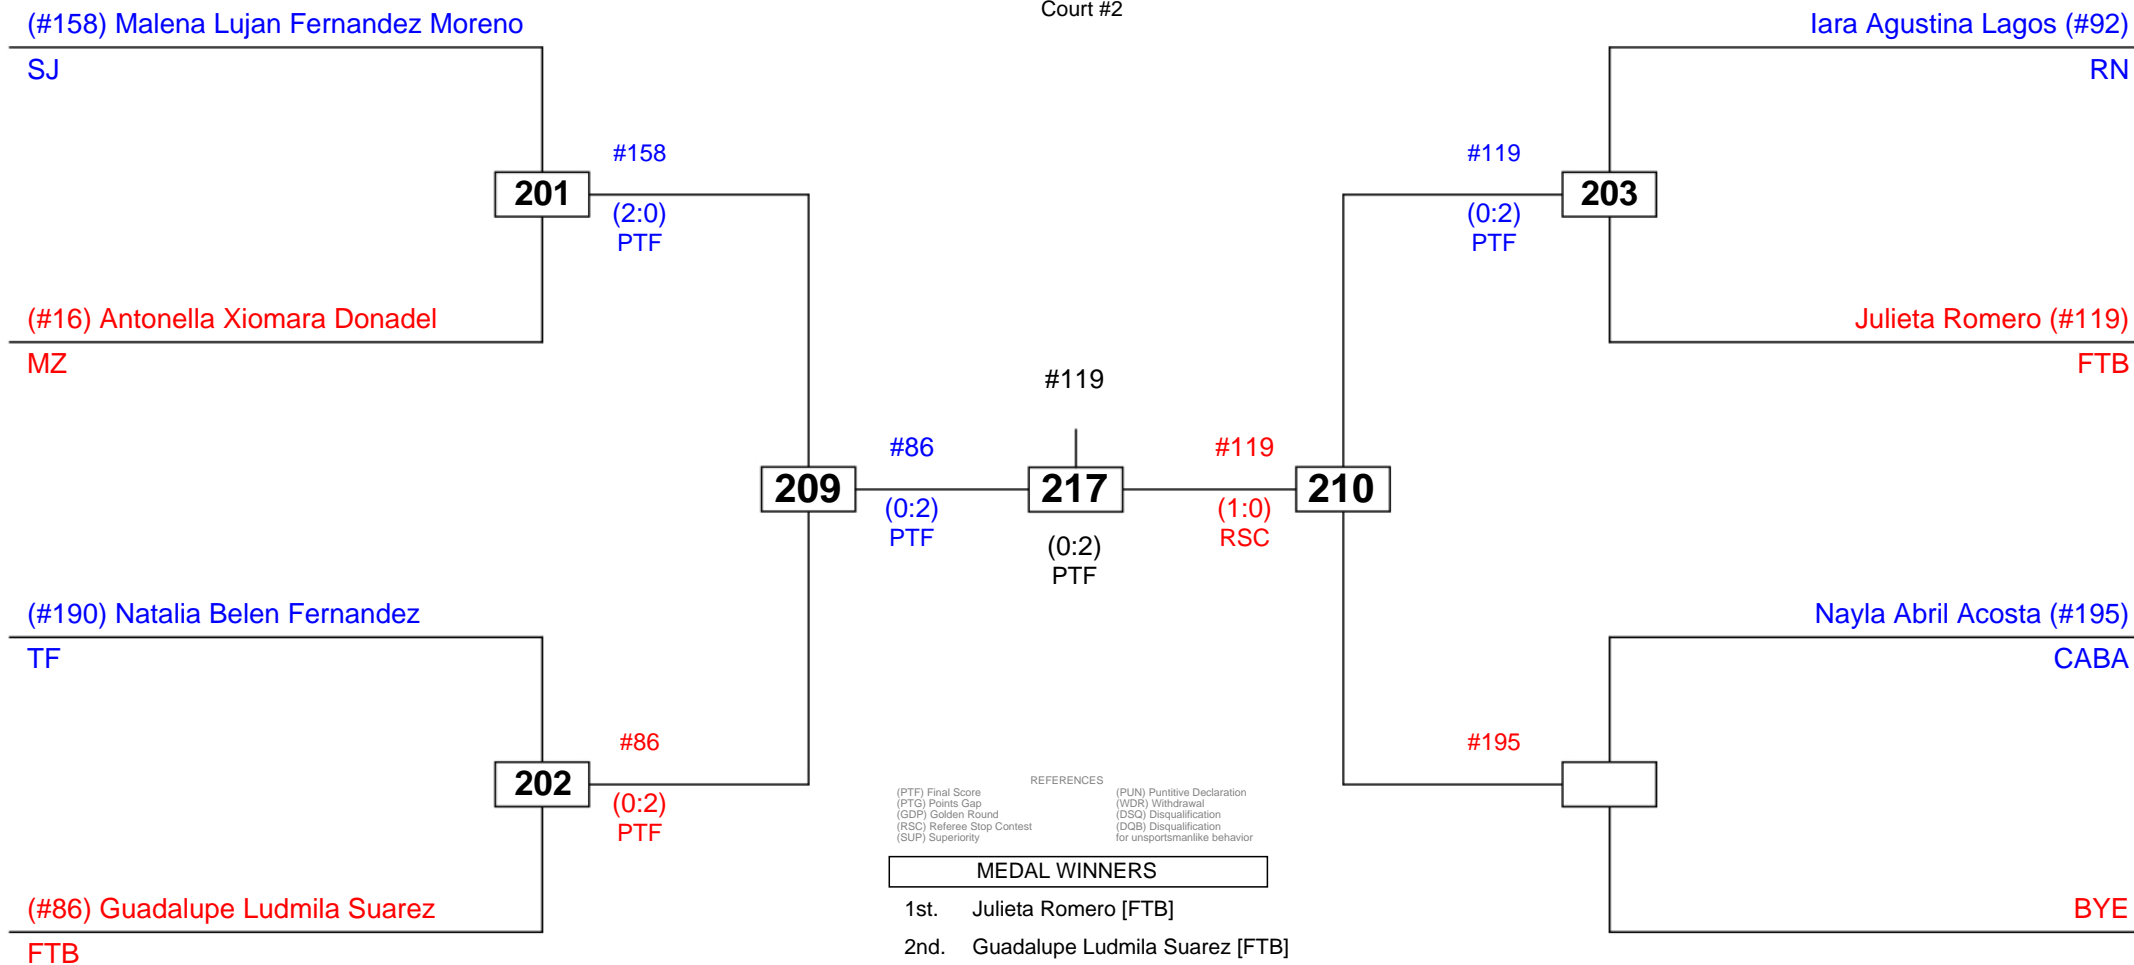 Court #2
(#158) Malena Lujan Fernandez Moreno
SJ
#158
201
(2:0)
PTF
(#16) Antonella Xiomara Donadel
MZ
(#190) Natalia Belen Fernandez
TF
#86
202
(0:2)
PTF
(#86) Guadalupe Ludmila Suarez
FTB
209
#86
(0:2)
PTF
#119
217
(0:2)
PTF
#119
(1:0)
RSC
210
Iara Agustina Lagos (#92)
RN
#119
203
(0:2)
PTF
Julieta Romero (#119)
FTB
Nayla Abril Acosta (#195)
CABA
#195
BYE
REFERENCES
(PTF) Final Score
(PTG) Points Gap
(GDP) Golden Round
(RSC) Referee Stop Contest
(SUP) Superiority
(PUN) Puntitive Declaration
(WDR) Withdrawal
(DSQ) Disqualification
(DQB) Disqualification
for unsportsmanlike behavior
MEDAL WINNERS
1st. Julieta Romero [FTB]
2nd. Guadalupe Ludmila Suarez [FTB]